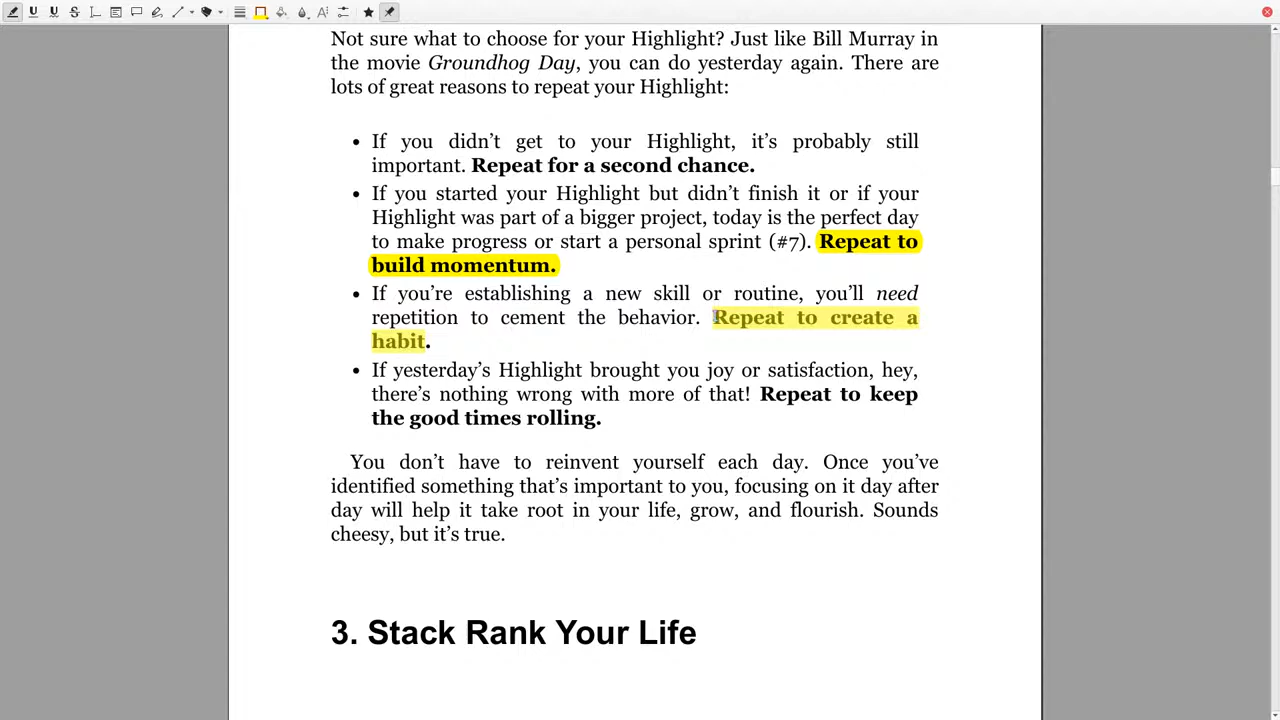 Not sure what to choose for your Highlight? Just like Bill Murray in
the movie Groundhog Day, you can do yesterday again. There are
lots of great reasons to repeat your Highlight:
• If you didn’t get to your Highlight, it’s probably still
important. Repeat for a second chance.
• If you started your Highlight but didn’t finish it or if your
Highlight was part of a bigger project, today is the perfect day
to make progress or start a personal sprint (#7). Repeat to
build momentum.
• If you’re establishing a new skill or routine, you’ll need
repetition to cement the behavior. Repeat to create a
habit.
• If yesterday’s Highlight brought you joy or satisfaction, hey,
there’s nothing wrong with more of that! Repeat to keep
the good times rolling.
You don’t have to reinvent yourself each day. Once you’ve
identified something that’s important to you, focusing on it day after
day will help it take root in your life, grow, and flourish. Sounds
cheesy, but it’s true.
3. Stack Rank Your Life